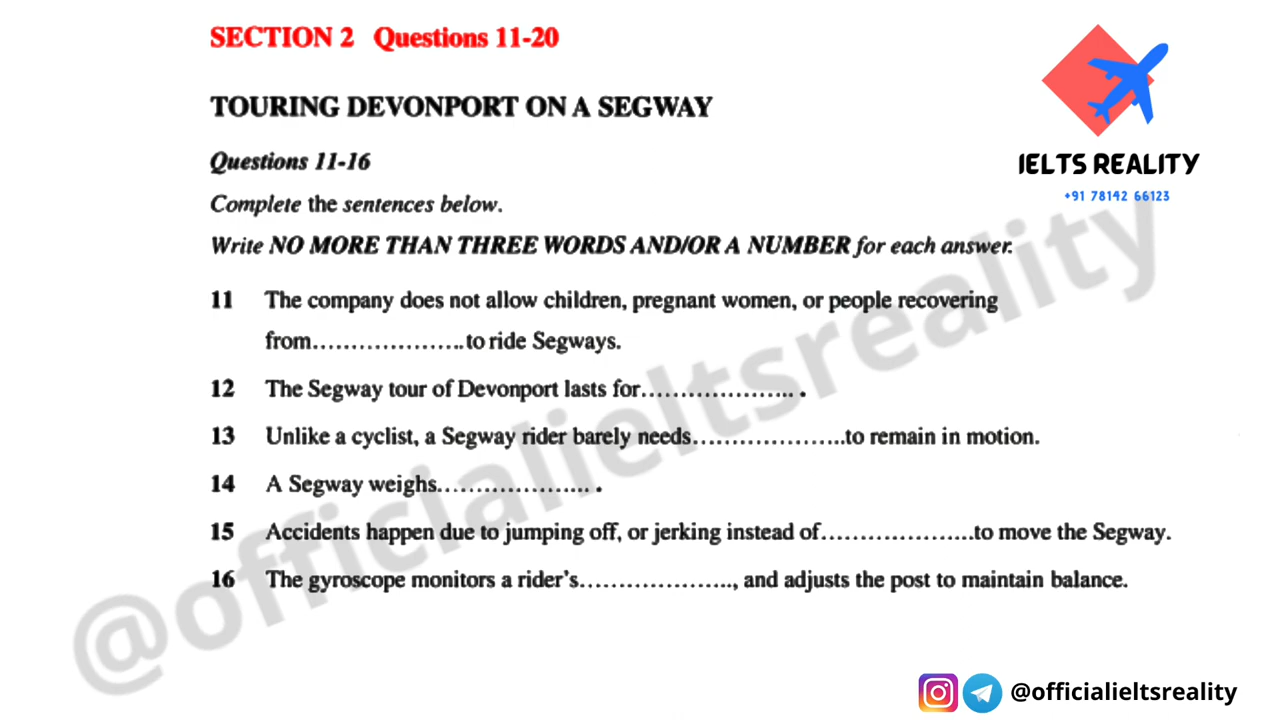 SECTION 2 Questions 11-20
IELTS REALITY
+91 78142 66123
TOURING DEVONPORT ON A SEGWAY
Questions 11-16
Complete the sentences below.
Write NO MORE THAN THREE WORDS AND/OR A NUMBER for each answer.
11 The company does not allow children, pregnant women, or people recovering
from.....................to ride Segways.
12 The Segway tour of Devonport lasts for..................... .
13 Unlike a cyclist, a Segway rider barely needs.....................to remain in motion.
14 A Segway weighs..................... .
15 Accidents happen due to jumping off, or jerking instead of.....................to move the Segway.
16 The gyroscope monitors a rider's....................., and adjusts the post to maintain balance.
@officialieltsreality
@officialieltsreality